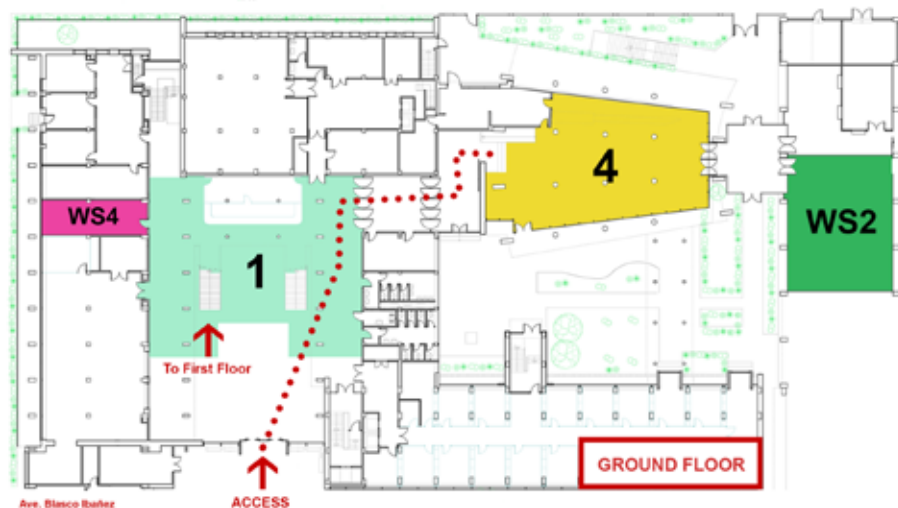 4
WS4
WS2
1
To First Floor
GROUND FLOOR
ACCESS
Ave. Blasco Ibañez